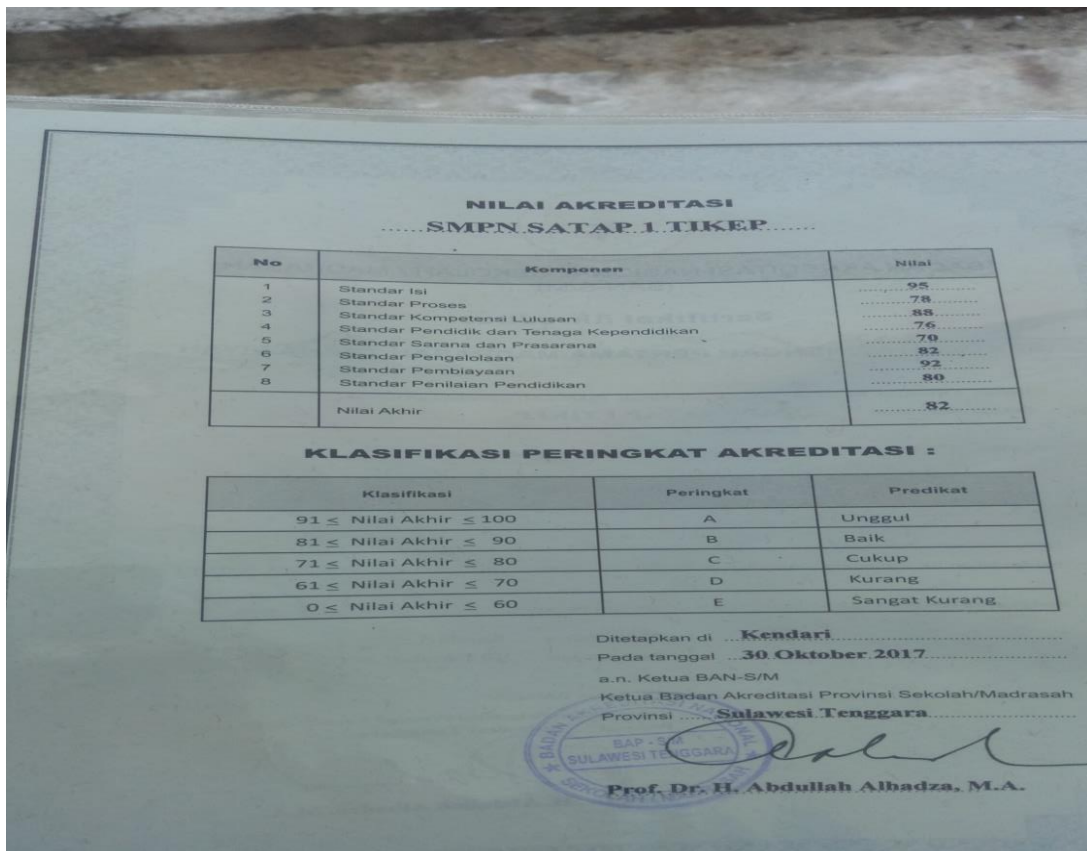 NILAI AKREDITASI
SMPN SATAP 1 TIKEP
No Komponen Nilai
1 Standar Isi 95
2 Standar Proses 78
3 Standar Kompetensi Lulusan 88
4 Standar Pendidik dan Tenaga Kependidikan 76
5 Standar Sarana dan Prasarana 70
6 Standar Pengelolaan 82
7 Standar Pembiayaan 92
8 Standar Penilaian Pendidikan 80
Nilai Akhir 82
KLASIFIKASI PERINGKAT AKREDITASI :
Klasifikasi Peringkat Predikat
91 ≤ Nilai Akhir ≤ 100 A Unggul
81 ≤ Nilai Akhir ≤ 90 B Baik
71 ≤ Nilai Akhir ≤ 80 C Cukup
61 ≤ Nilai Akhir ≤ 70 D Kurang
0 ≤ Nilai Akhir ≤ 60 E Sangat Kurang
Ditetapkan di Kendari
Pada tanggal 30 Oktober 2017
a.n. Ketua BAN-S/M
Ketua Badan Akreditasi Provinsi Sekolah/Madrasah
Provinsi Sulawesi Tenggara
BADAN AKREDITASI NASIONAL
BAP - S/M
SULAWESI TENGGARA
Prof. Dr. H. Abdullah Alhadza, M.A.